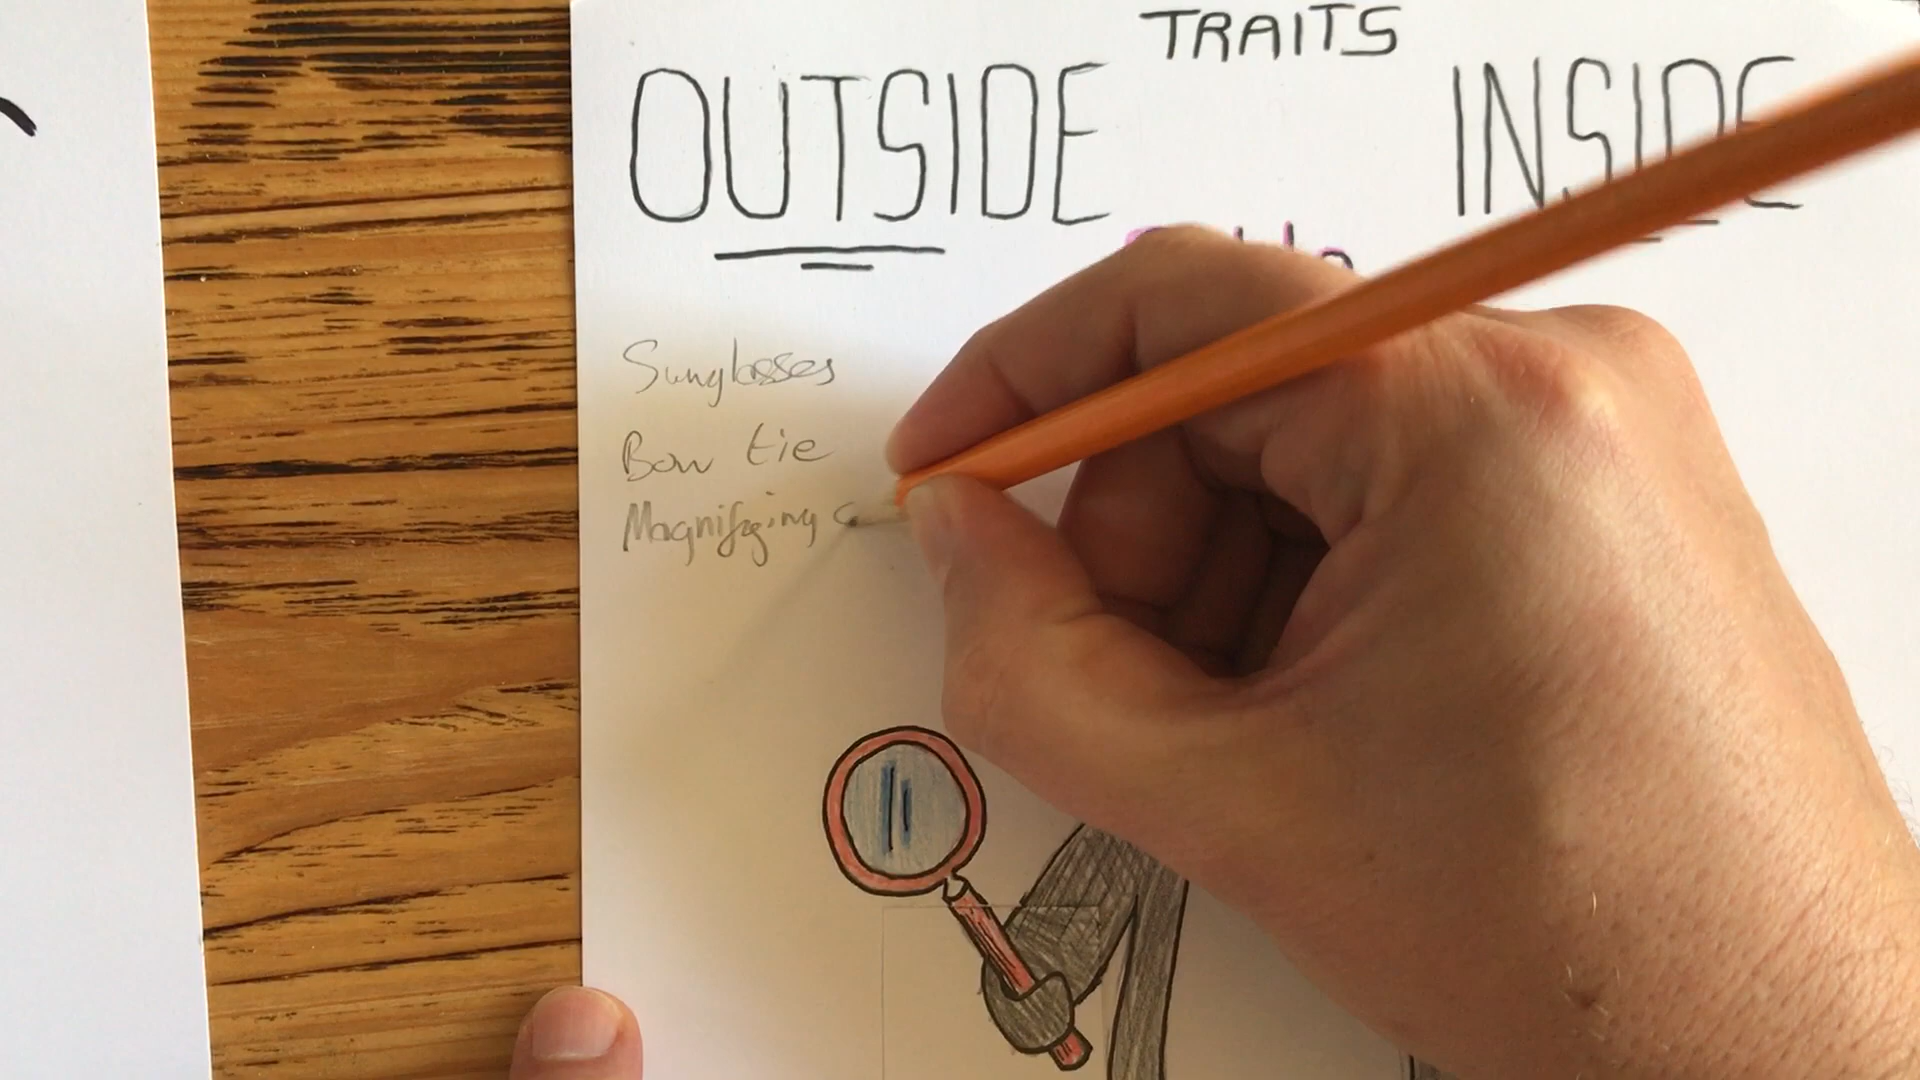 TRAITS
OUTSIDE INSIDE
Sunglasses
Bow tie
Magnifying